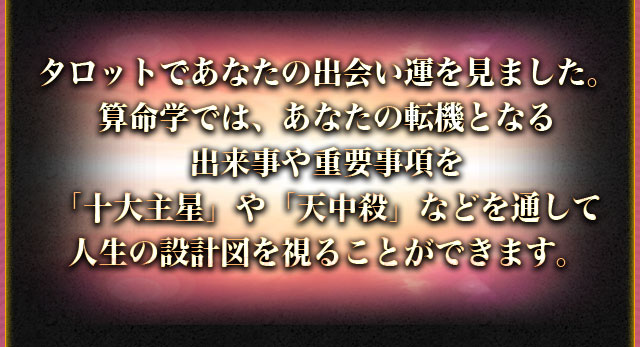 タロットであなたの出会い運を見ました。
算命学では、あなたの転機となる
出来事や重要事項を
「十大主星」や「天中殺」などを通して
人生の設計図を視ることができます。